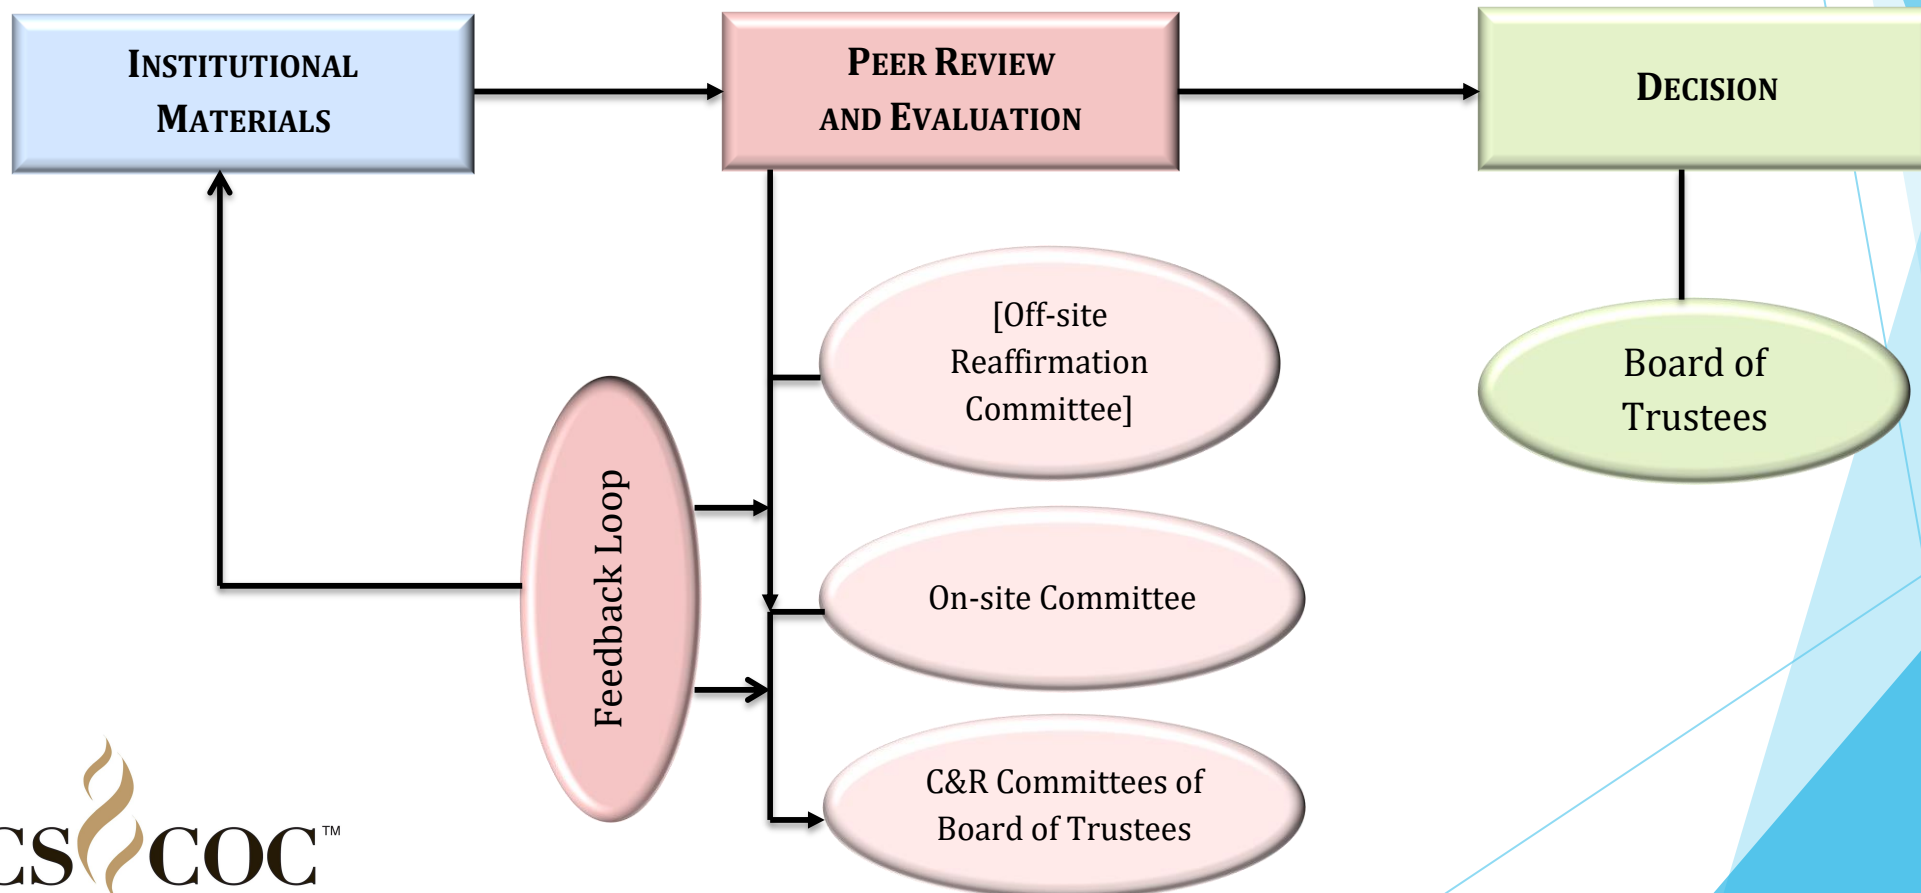 INSTITUTIONAL
MATERIALS
PEER REVIEW
AND EVALUATION
DECISION
[Off-site
Reaffirmation
Committee]
Board of
Trustees
Feedback Loop
On-site Committee
C&R Committees of
Board of Trustees
CS COC™